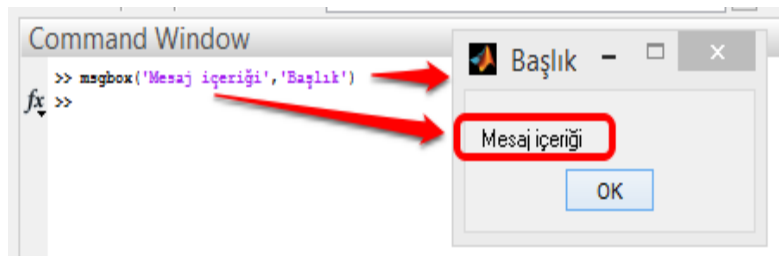 Command Window
>> msgbox('Mesaj içeriği','Başlık')
fx >>
Başlık
Mesaj içeriği
OK